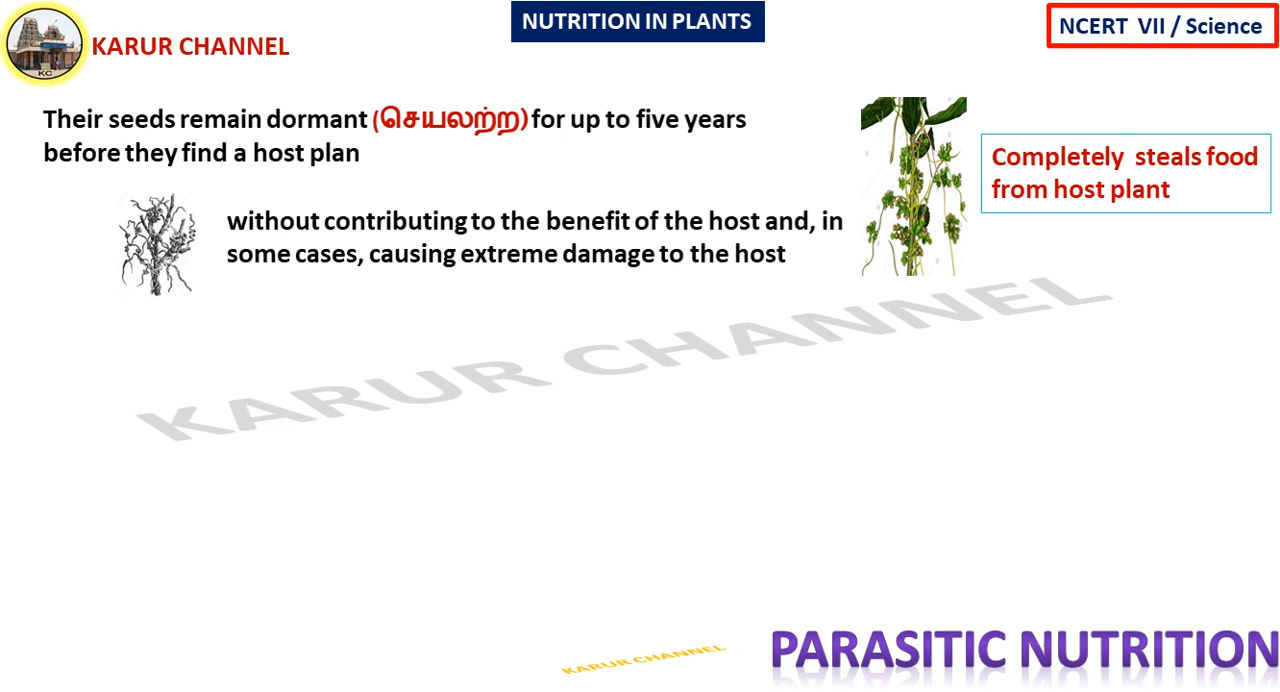 KARUR CHANNEL
NUTRITION IN PLANTS
NCERT VII / Science
Their seeds remain dormant (செயலற்ற) for up to five years
before they find a host plan
Completely steals food
from host plant
without contributing to the benefit of the host and, in
some cases, causing extreme damage to the host
KARUR CHANNEL
KARUR CHANNEL
PARASITIC NUTRITION
KC